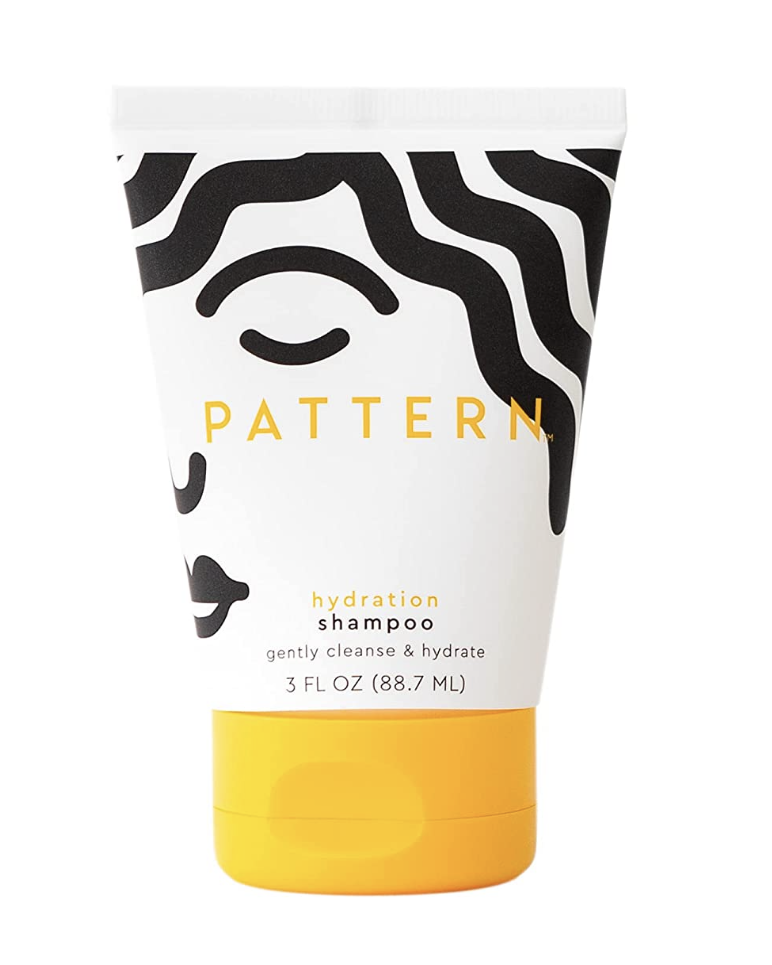 PATTERN™
hydration
shampoo
gently cleanse & hydrate
3 FL OZ (88.7 ML)